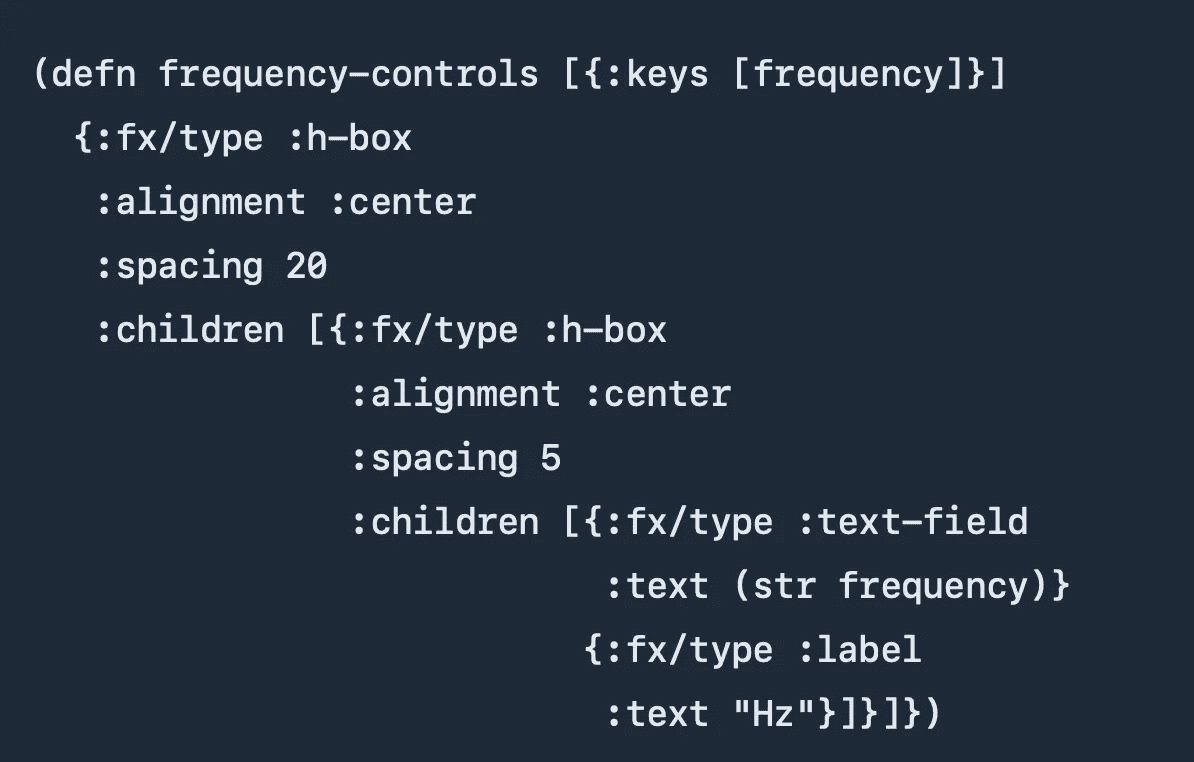 (defn frequency-controls [{:keys [frequency]}]
  {:fx/type :h-box
   :alignment :center
   :spacing 20
   :children [{:fx/type :h-box
               :alignment :center
               :spacing 5
               :children [{:fx/type :text-field
                           :text (str frequency)}
                          {:fx/type :label
                           :text "Hz"}]}]})